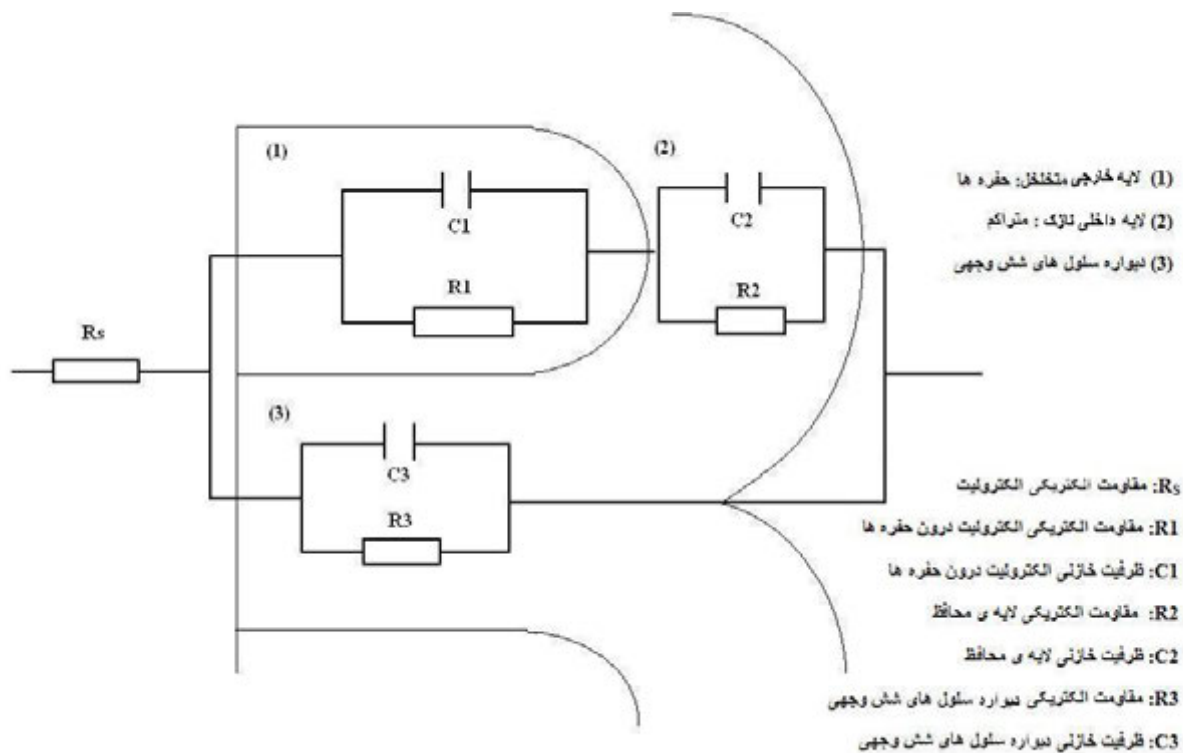 (1)
(2)
C1
C2
R1
R2
Rs
(3)
C3
R3
(1) لایه خارجی متخلخل: حفره ها
(2) لایه داخلی نازک : متراکم
(3) دیواره سلول های شش وجهی
Rs: مقاومت الکتریکی الکترولیت
R1: مقاومت الکتریکی الکترولیت درون حفره ها
C1: ظرفیت خازنی الکترولیت درون حفره ها
R2: مقاومت الکتریکی لایه ی محافظ
C2: ظرفیت خازنی لایه ی محافظ
R3: مقاومت الکتریکی دیواره سلول های شش وجهی
C3: ظرفیت خازنی دیواره سلول های شش وجهی